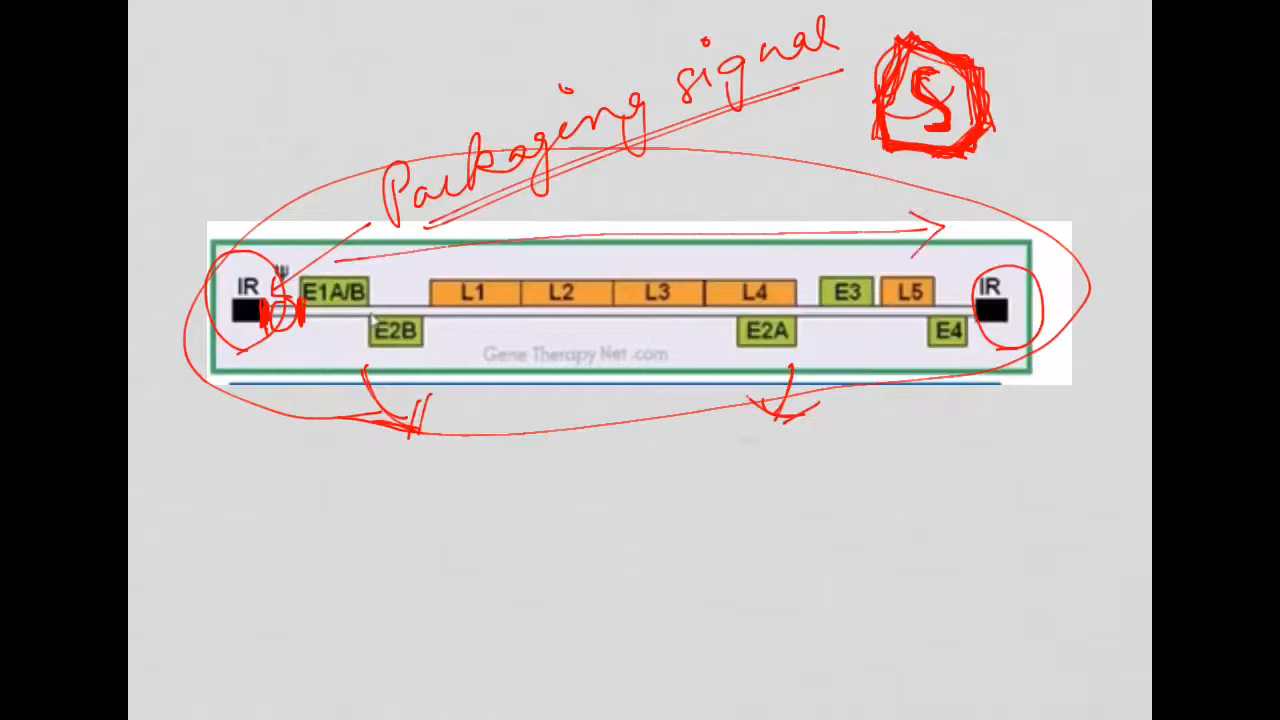 Packaging signal
S
ψ
IR E1A/B L1 L2 L3 L4 E3 L5 IR
E2B E2A E4
Gene Therapy Net .com